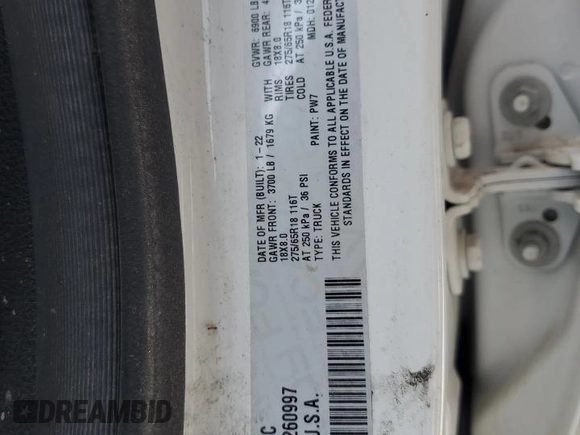 GVWR: 6900 LB
DATE OF MFR (BUILT): 1-22
GAWR FRONT: 3700 LB / 1679 KG WITH
18X8.0 RIMS
275/65R18 116T TIRES
AT 250 kPa / 36 PSI COLD
GAWR REAR: 4
18X8.0
275/65R18 116T
AT 250 kPa / 3
MDH: 012
TYPE: TRUCK PAINT: PW7
THIS VEHICLE CONFORMS TO ALL APPLICABLE U.S.A. FEDER
STANDARDS IN EFFECT ON THE DATE OF MANUFAC
C
260997
U.S.A.
DREAMBID